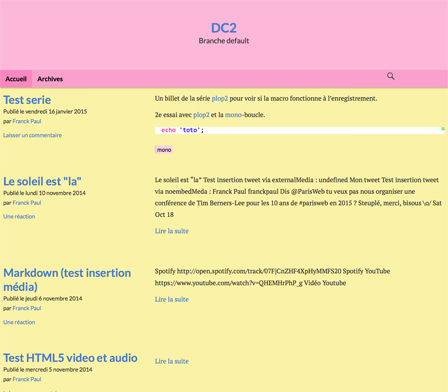 DC2
Branche default
Accueil Archives
Test serie
Publié le vendredi 16 janvier 2015
par Franck Paul
Laisser un commentaire
Un billet de la série plop2 pour voir si la macro fonctionne à l'enregistrement.
2e essai avec plop2 et la mono-boucle.
echo 'toto';
mono
Le soleil est "la"
Publié le lundi 10 novembre 2014
par Franck Paul
Une réaction
Le soleil est "la" Test insertion tweet via externalMedia : undefined Mon tweet Test insertion tweet
via noembedMeda : Franck Paul franckpaul Dis @ParisWeb tu veux pas nous organiser une
conférence de Tim Berners-Lee pour les 10 de #parisweb en 2015 ? Steuplé, merci, bisous \o/ Sat
Oct 18
Lire la suite
Markdown (test insertion
média)
Publié le jeudi 6 novembre 2014
par Franck Paul
Une réaction
Spotify http://open.spotify.com/track/07FjCnZHF4XpHyMMFS20 Spotify YouTube
https://www.youtube.com/watch?v=QHEMHrPhP_g Vidéo Youtube
Lire la suite
Test HTML5 video et audio
Publié le mercredi 5 novembre 2014
par Franck Paul
Lire la suite